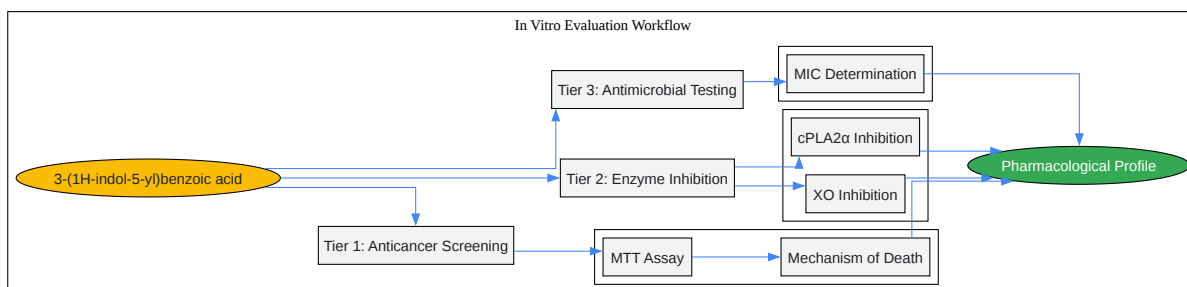 In Vitro Evaluation Workflow
MIC Determination
Tier 3: Antimicrobial Testing
cPLA2α Inhibition
3-(1H-indol-5-yl)benzoic acid
Tier 2: Enzyme Inhibition
Pharmacological Profile
XO Inhibition
Tier 1: Anticancer Screening
MTT Assay
Mechanism of Death